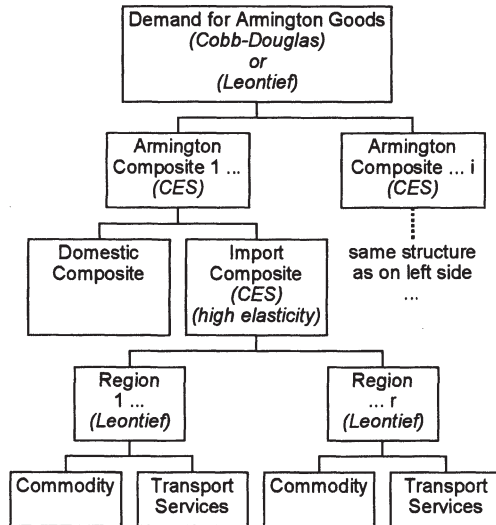 Demand for Armington Goods
(Cobb-Douglas)
or
(Leontief)
Armington
Composite 1 ...
(CES)
Armington
Composite ... i
(CES)
Domestic
Composite
Import
Composite
(CES)
(high elasticity)
same structure
as on left side
...
Region
1 ...
(Leontief)
Region
... r
(Leontief)
Commodity
Transport
Services
Commodity
Transport
Services